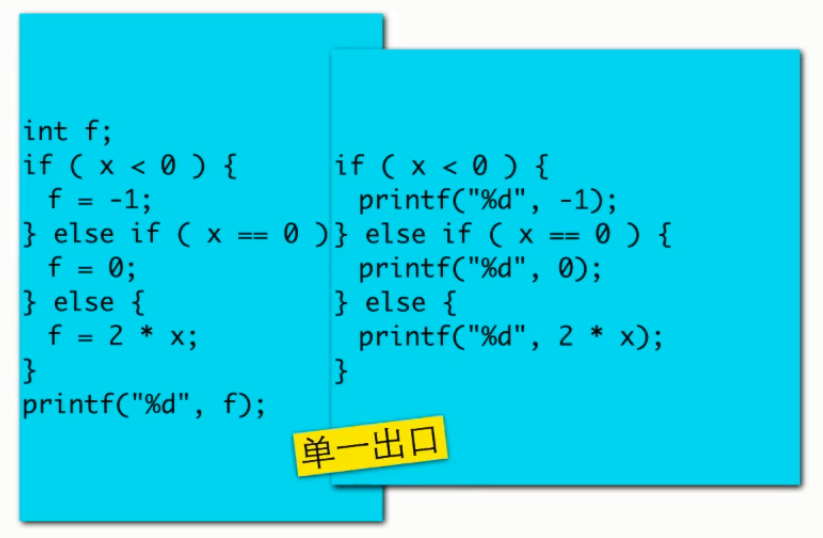 int f;
if ( x < 0 ) {
  f = -1;
} else if ( x == 0 )
  f = 0;
} else {
  f = 2 * x;
}
printf("%d", f);
if ( x < 0 ) {
  printf("%d", -1);
} else if ( x == 0 ) {
  printf("%d", 0);
} else {
  printf("%d", 2 * x);
}
单一出口